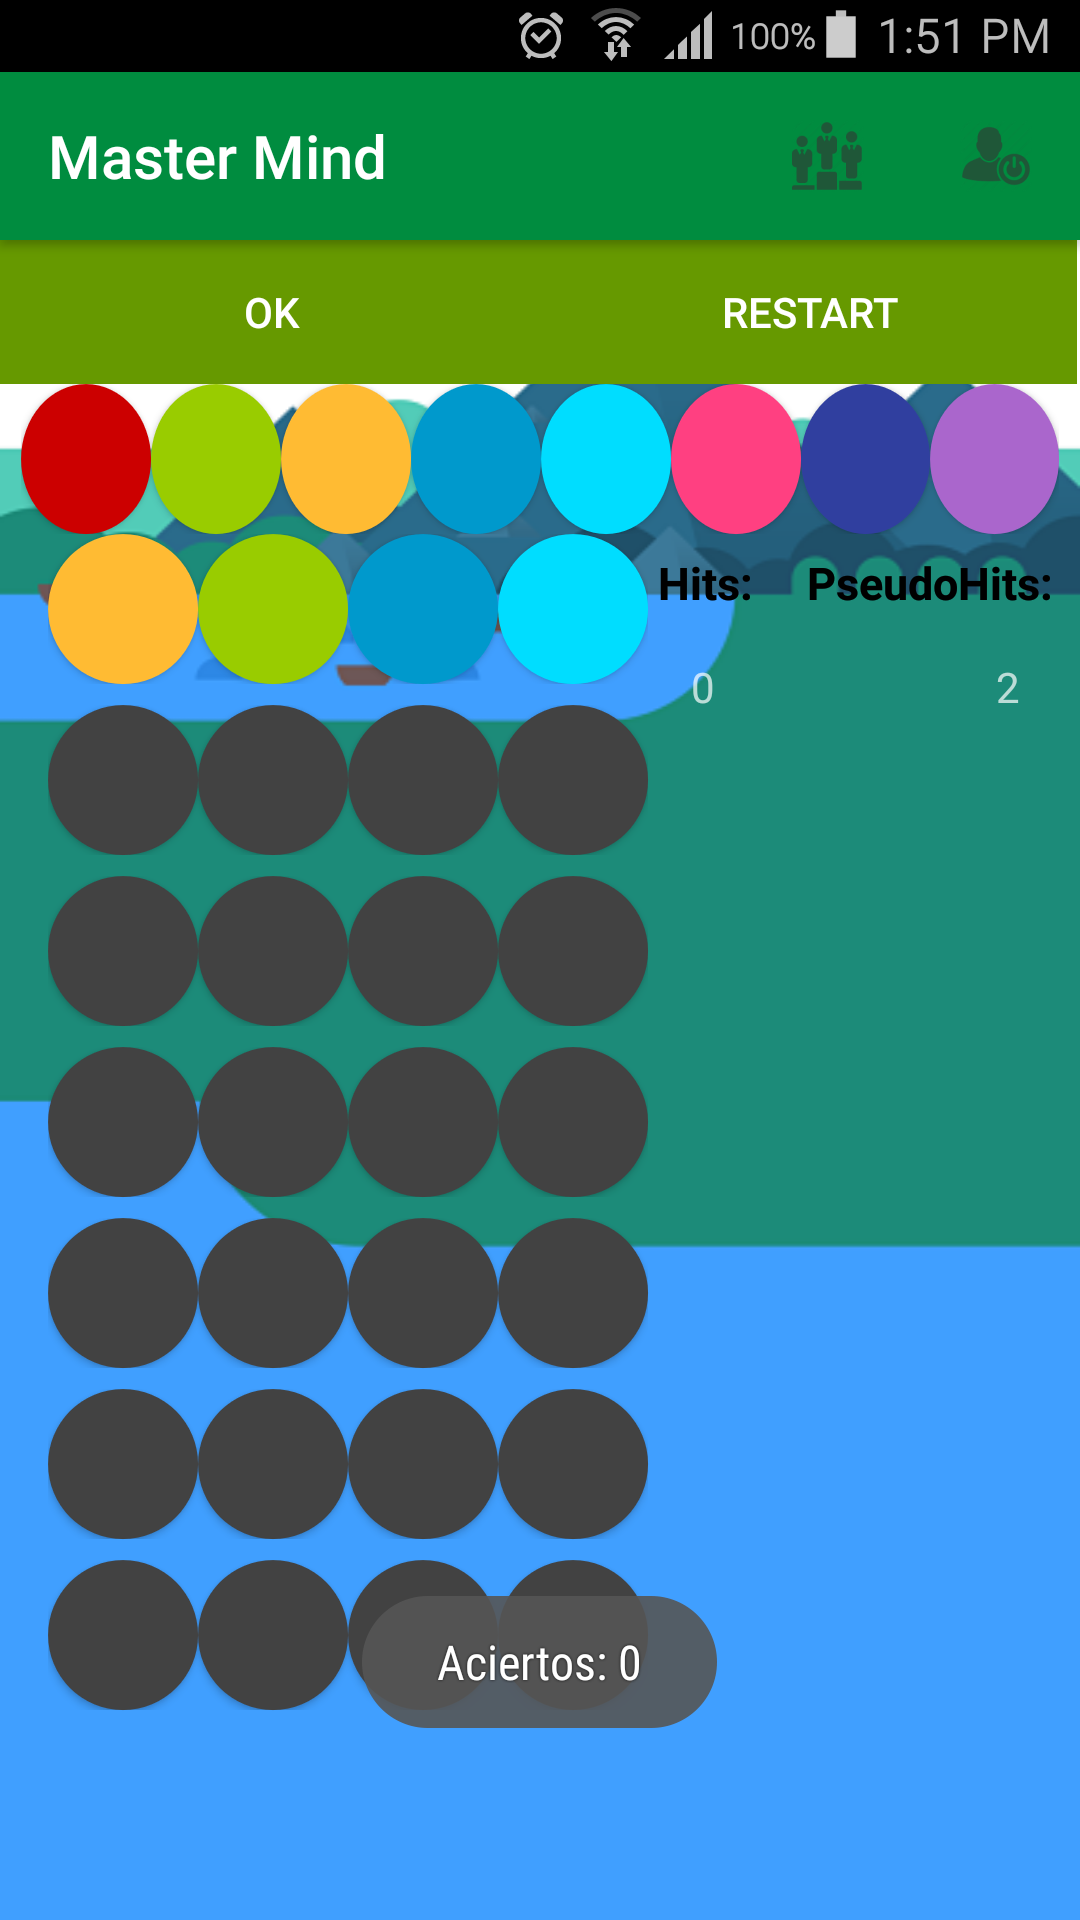 100% 1:51 PM
Master Mind
OK RESTART
Hits: PseudoHits:
0 2
Aciertos: 0